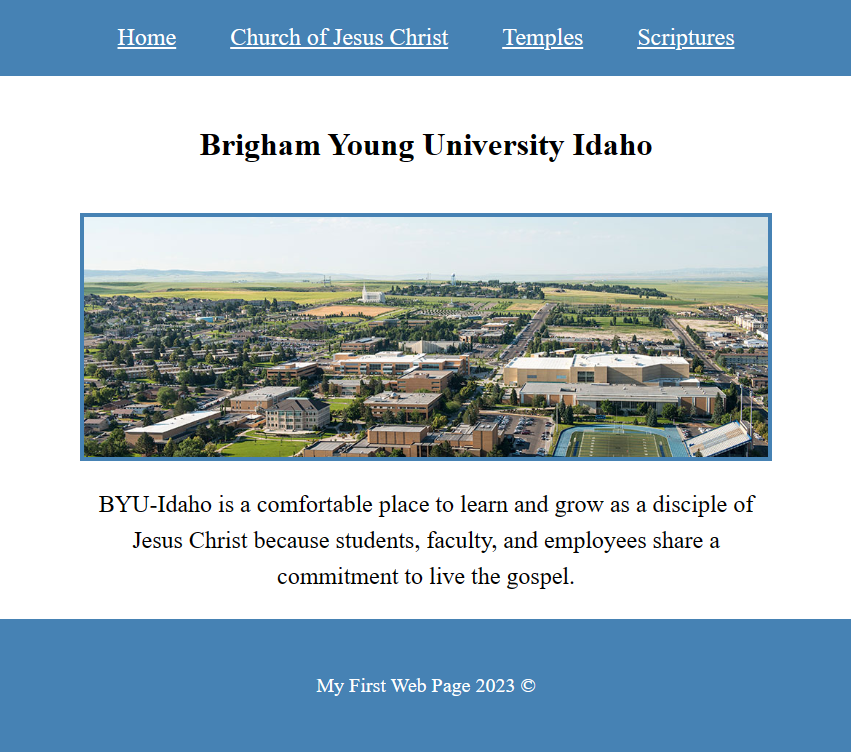 Home Church of Jesus Christ Temples Scriptures
Brigham Young University Idaho
BYU-Idaho is a comfortable place to learn and grow as a disciple of
Jesus Christ because students, faculty, and employees share a
commitment to live the gospel.
My First Web Page 2023 ©